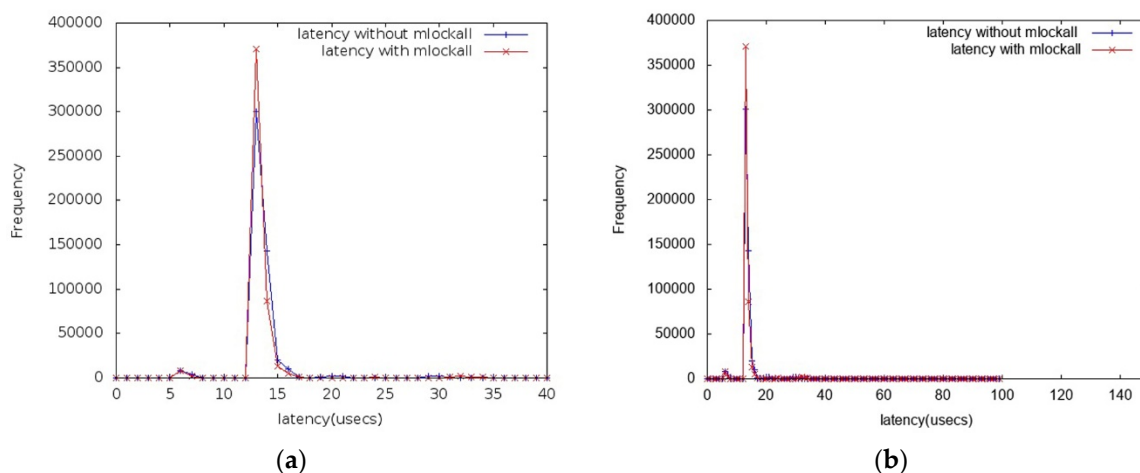 400000
350000
300000
250000
200000
150000
100000
50000
0
Frequency
latency without mlockall
latency with mlockall
0 5 10 15 20 25 30 35 40
latency(usecs)
(a)
400000
350000
300000
250000
200000
150000
100000
50000
0
Frequency
latency without mlockall
latency with mlockall
0 20 40 60 80 100 120 140
latency(usecs)
(b)